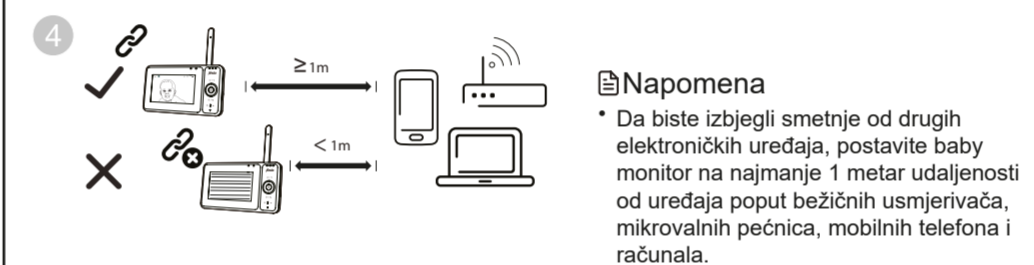 4
≥1m
< 1m
Napomena
• Da biste izbjegli smetnje od drugih
elektroničkih uređaja, postavite baby
monitor na najmanje 1 metar udaljenosti
od uređaja poput bežičnih usmjerivača,
mikrovalnih pećnica, mobilnih telefona i
računala.